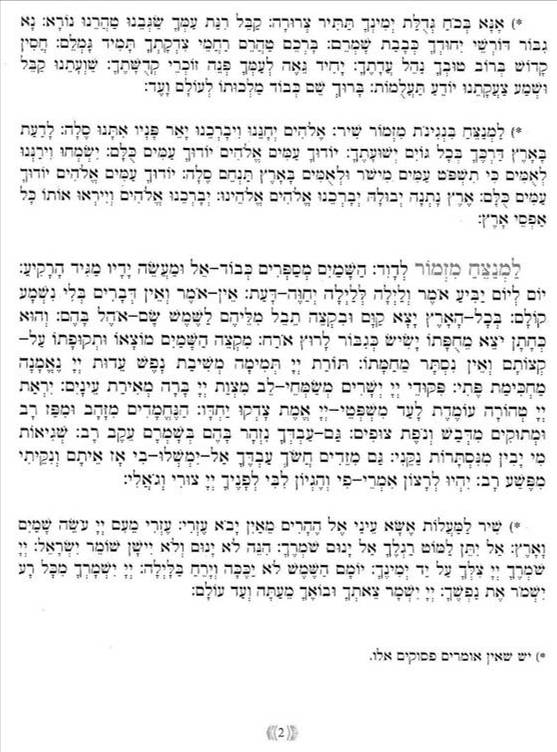 *) אָנָּא בְּכֹחַ גְּדֻלַּת יְמִינְךָ תַּתִּיר צְרוּרָה: קַבֵּל רִנַּת עַמְּךָ שַׂגְּבֵנוּ טַהֲרֵנוּ נוֹרָא: נָא
גִבּוֹר דּוֹרְשֵׁי יִחוּדְךָ כְּבָבַת שָׁמְרֵם: בָּרְכֵם טַהֲרֵם רַחֲמֵי צִדְקָתְךָ תָּמִיד גָּמְלֵם: חֲסִין
קָדוֹשׁ בְּרוֹב טוּבְךָ נַהֵל עֲדָתֶךָ: יָחִיד גֵּאֶה לְעַמְּךָ פְּנֵה זוֹכְרֵי קְדֻשָּׁתֶךָ: שַׁוְעָתֵנוּ קַבֵּל
וּשְׁמַע צַעֲקָתֵנוּ יוֹדֵעַ תַּעֲלֻמוֹת: בָּרוּךְ שֵׁם כְּבוֹד מַלְכוּתוֹ לְעוֹלָם וָעֶד:
*) לַמְנַצֵּחַ בִּנְגִינֹת מִזְמוֹר שִׁיר: אֱלֹהִים יְחָנֵּנוּ וִיבָרְכֵנוּ יָאֵר פָּנָיו אִתָּנוּ סֶלָה: לָדַעַת
בָּאָרֶץ דַּרְכֶּךָ בְּכָל גּוֹיִם יְשׁוּעָתֶךָ: יוֹדוּךָ עַמִּים אֱלֹהִים יוֹדוּךָ עַמִּים כֻּלָּם: יִשְׂמְחוּ וִירַנְּנוּ
לְאֻמִּים כִּי תִשְׁפֹּט עַמִּים מִישֹׁר וּלְאֻמִּים בָּאָרֶץ תַּנְחֵם סֶלָה: יוֹדוּךָ עַמִּים אֱלֹהִים יוֹדוּךָ
עַמִּים כֻּלָּם: אֶרֶץ נָתְנָה יְבוּלָהּ יְבָרְכֵנוּ אֱלֹהִים אֱלֹהֵינוּ: יְבָרְכֵנוּ אֱלֹהִים וְיִירְאוּ אוֹתוֹ כָּל
אַפְסֵי אָרֶץ:
לַמְנַצֵּחַ מִזְמוֹר לְדָוִד: הַשָּׁמַיִם מְסַפְּרִים כְּבוֹד–אֵל וּמַעֲשֵׂה יָדָיו מַגִּיד הָרָקִיעַ:
יוֹם לְיוֹם יַבִּיעַ אֹמֶר וְלַיְלָה לְּלַיְלָה יְחַוֶּה–דָּעַת: אֵין–אֹמֶר וְאֵין דְּבָרִים בְּלִי נִשְׁמָע
קוֹלָם: בְּכָל–הָאָרֶץ יָצָא קַוָּם וּבִקְצֵה תֵבֵל מִלֵּיהֶם לַשֶּׁמֶשׁ שָׂם–אֹהֶל בָּהֶם: וְהוּא
כְּחָתָן יֹצֵא מֵחֻפָּתוֹ יָשִׂישׂ כְּגִבּוֹר לָרוּץ אֹרַח: מִקְצֵה הַשָּׁמַיִם מוֹצָאוֹ וּתְקוּפָתוֹ עַל–
קְצוֹתָם וְאֵין נִסְתָּר מֵחַמָּתוֹ: תּוֹרַת יְיָ תְּמִימָה מְשִׁיבַת נָפֶשׁ עֵדוּת יְיָ נֶאֱמָנָה
מַחְכִּימַת פֶּתִי: פִּקּוּדֵי יְיָ יְשָׁרִים מְשַׂמְּחֵי–לֵב מִצְוַת יְיָ בָּרָה מְאִירַת עֵינָיִם: יִרְאַת
יְיָ טְהוֹרָה עוֹמֶדֶת לָעַד מִשְׁפְּטֵי–יְיָ אֱמֶת צָדְקוּ יַחְדָּו: הַנֶּחֱמָדִים מִזָּהָב וּמִפַּז רָב
וּמְתוּקִים מִדְּבַשׁ וְנֹפֶת צוּפִים: גַּם–עַבְדְּךָ נִזְהָר בָּהֶם בְּשָׁמְרָם עֵקֶב רָב: שְׁגִיאוֹת
מִי יָבִין מִנִּסְתָּרוֹת נַקֵּנִי: גַּם מִזֵּדִים חֲשֹׂךְ עַבְדֶּךָ אַל–יִמְשְׁלוּ–בִי אָז אֵיתָם וְנִקֵּיתִי
מִפֶּשַׁע רָב: יִהְיוּ לְרָצוֹן אִמְרֵי–פִי וְהֶגְיוֹן לִבִּי לְפָנֶיךָ יְיָ צוּרִי וְגֹאֲלִי:
*) שִׁיר לַמַּעֲלוֹת אֶשָּׂא עֵינַי אֶל הֶהָרִים מֵאַיִן יָבֹא עֶזְרִי: עֶזְרִי מֵעִם יְיָ עֹשֵׂה שָׁמַיִם
וָאָרֶץ: אַל יִתֵּן לַמּוֹט רַגְלֶךָ אַל יָנוּם שֹׁמְרֶךָ: הִנֵּה לֹא יָנוּם וְלֹא יִישָׁן שׁוֹמֵר יִשְׂרָאֵל: יְיָ
שֹׁמְרֶךָ יְיָ צִלְּךָ עַל יַד יְמִינֶךָ: יוֹמָם הַשֶּׁמֶשׁ לֹא יַכֶּכָּה וְיָרֵחַ בַּלָּיְלָה: יְיָ יִשְׁמָרְךָ מִכָּל רָע
יִשְׁמֹר אֶת נַפְשֶׁךָ: יְיָ יִשְׁמָר צֵאתְךָ וּבוֹאֶךָ מֵעַתָּה וְעַד עוֹלָם:
*) יש שאין אומרים פסוקים אלו.
2